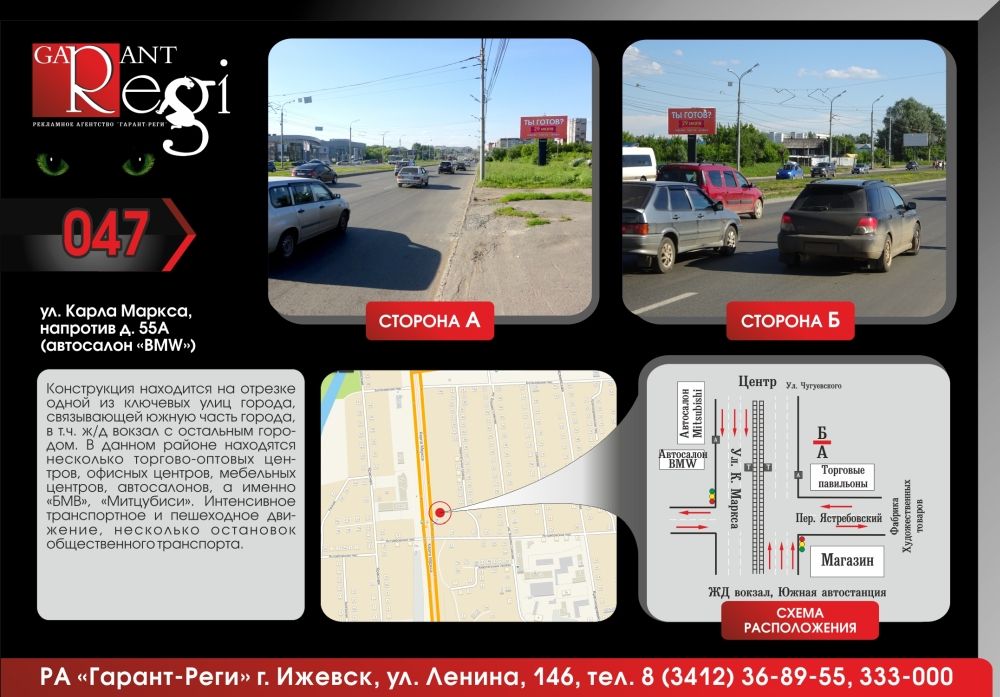 GARANT
Regi
РЕКЛАМНОЕ АГЕНТСТВО "ГАРАНТ-РЕГИ"
047
ул. Карла Маркса,
напротив д. 55А
(автосалон «BMW»)
Конструкция находится на отрезке
одной из ключевых улиц города,
связывающей южную часть города,
в т.ч. ж/д вокзал с остальным горо-
дом. В данном районе находятся
несколько торгово-оптовых цен-
тров, офисных центров, мебельных
центров, автосалонов, а именно
«БМВ», «Митцубиси». Интенсивное
транспортное и пешеходное дви-
жение, несколько остановок
общественного транспорта.
ТЫ ГОТОВ?
29 июля
СТОРОНА А
ТЫ ГОТОВ?
29 июля
СТОРОНА Б
Центр
Ул. Чугуевского
Автосалон
Mitsubishi
Автосалон
BMW
Ул. К. Маркса
А
Т
Т
А
Б
А
Торговые
павильоны
Пер. Ястребовский
Фабрика
Художественных
товаров
Магазин
ЖД вокзал, Южная автостанция
СХЕМА
РАСПОЛОЖЕНИЯ
РА «Гарант-Реги» г. Ижевск, ул. Ленина, 146, тел. 8 (3412) 36-89-55, 333-000